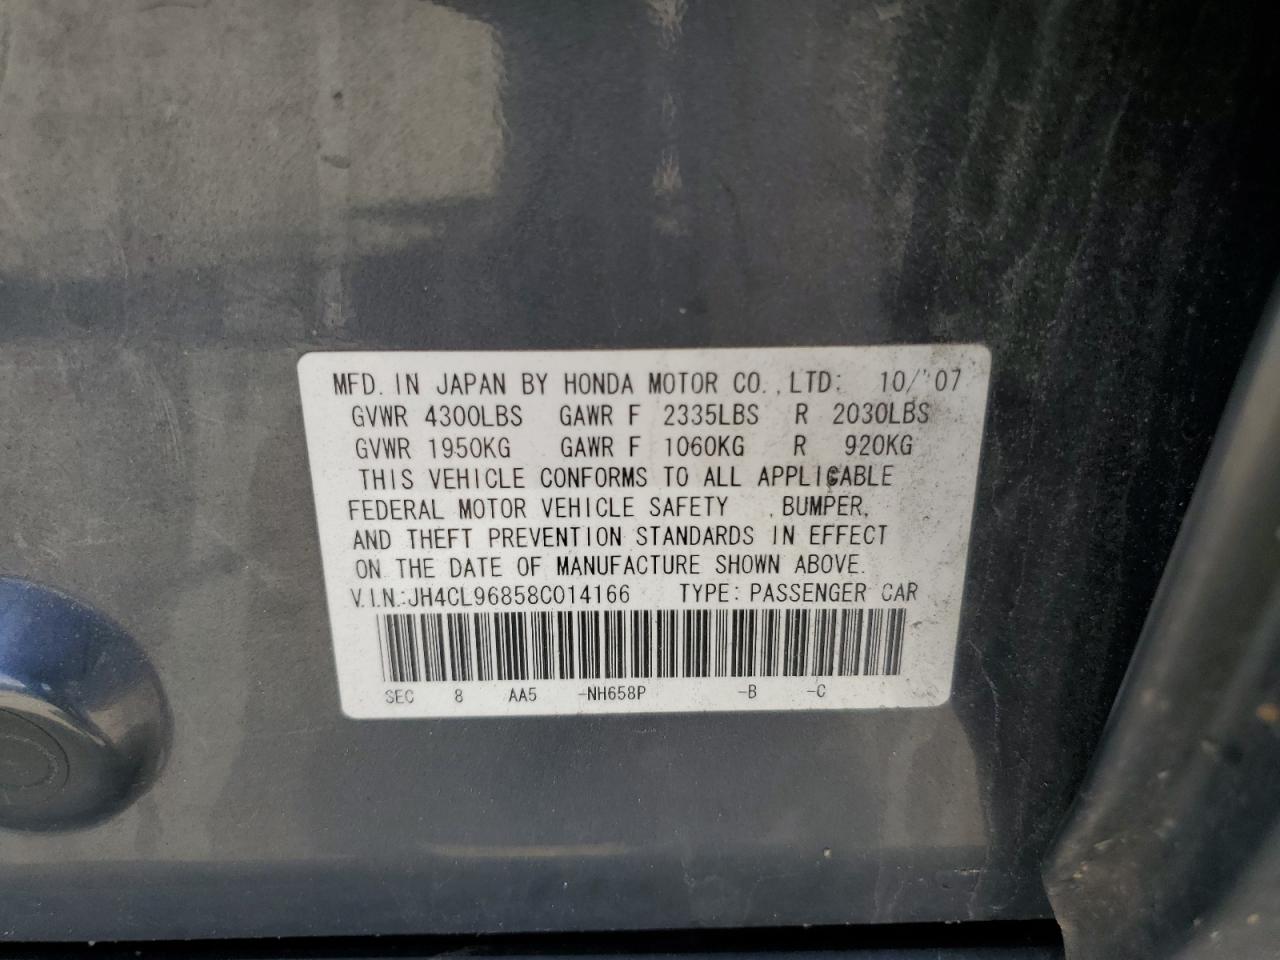 MFD. IN JAPAN BY HONDA MOTOR CO., LTD: 10/'07
GVWR 4300LBS GAWR F 2335LBS R 2030LBS
GVWR 1950KG GAWR F 1060KG R 920KG
THIS VEHICLE CONFORMS TO ALL APPLICABLE
FEDERAL MOTOR VEHICLE SAFETY , BUMPER,
AND THEFT PREVENTION STANDARDS IN EFFECT
ON THE DATE OF MANUFACTURE SHOWN ABOVE.
V.I.N.:JH4CL96858C014166 TYPE: PASSENGER CAR
SEC 8 AA5 -NH658P -B -C